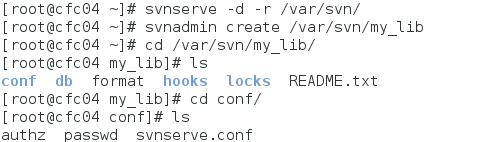 [root@cfc04 ~]# svnserve -d -r /var/svn/
[root@cfc04 ~]# svnadmin create /var/svn/my_lib
[root@cfc04 ~]# cd /var/svn/my_lib/
[root@cfc04 my_lib]# ls
conf  db  format  hooks  locks  README.txt
[root@cfc04 my_lib]# cd conf/
[root@cfc04 conf]# ls
authz  passwd  svnserve.conf